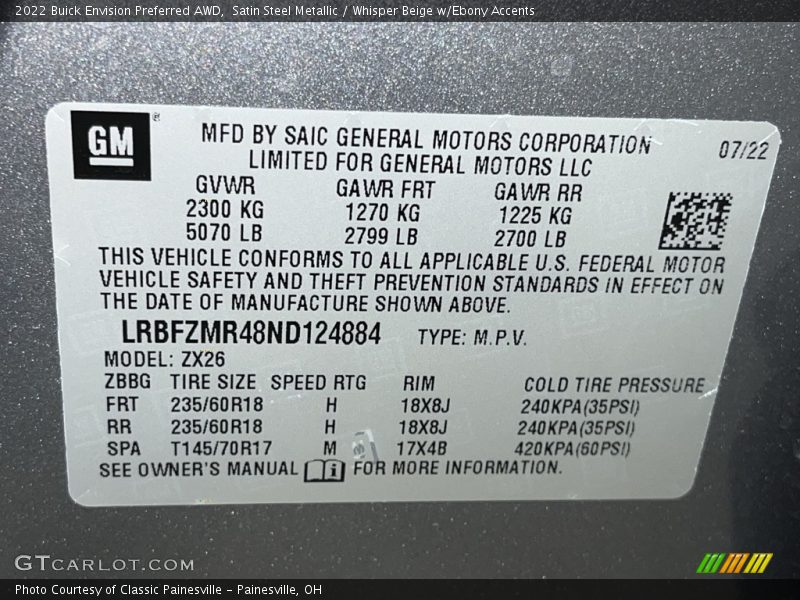 2022 Buick Envision Preferred AWD,  Satin Steel Metallic / Whisper Beige w/Ebony Accents
GM ®
MFD BY SAIC GENERAL MOTORS CORPORATION 07/22
LIMITED FOR GENERAL MOTORS LLC
GVWR GAWR FRT GAWR RR
2300 KG 1270 KG 1225 KG
5070 LB 2799 LB 2700 LB
THIS VEHICLE CONFORMS TO ALL APPLICABLE U.S. FEDERAL MOTOR
VEHICLE SAFETY AND THEFT PREVENTION STANDARDS IN EFFECT ON
THE DATE OF MANUFACTURE SHOWN ABOVE.
LRBFZMR48ND124884 TYPE: M.P.V.
MODEL: ZX26
ZBBG TIRE SIZE SPEED RTG RIM COLD TIRE PRESSURE
FRT 235/60R18 H 18X8J 240KPA(35PSI)
RR 235/60R18 H 18X8J 240KPA(35PSI)
SPA T145/70R17 M 17X4B 420KPA(60PSI)
SEE OWNER'S MANUAL i FOR MORE INFORMATION.
GTCARLOT.COM
Photo Courtesy of Classic Painesville - Painesville, OH